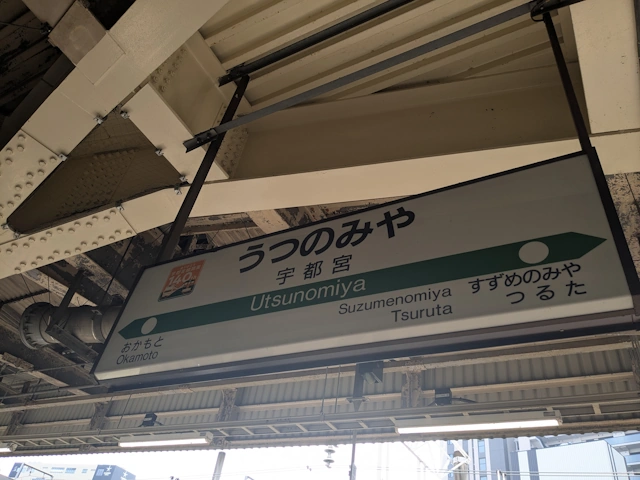 うつのみや
宇都宮
Utsunomiya
おかもと
Okamoto
Suzumenomiya
Tsuruta
すずめのみや
つるた